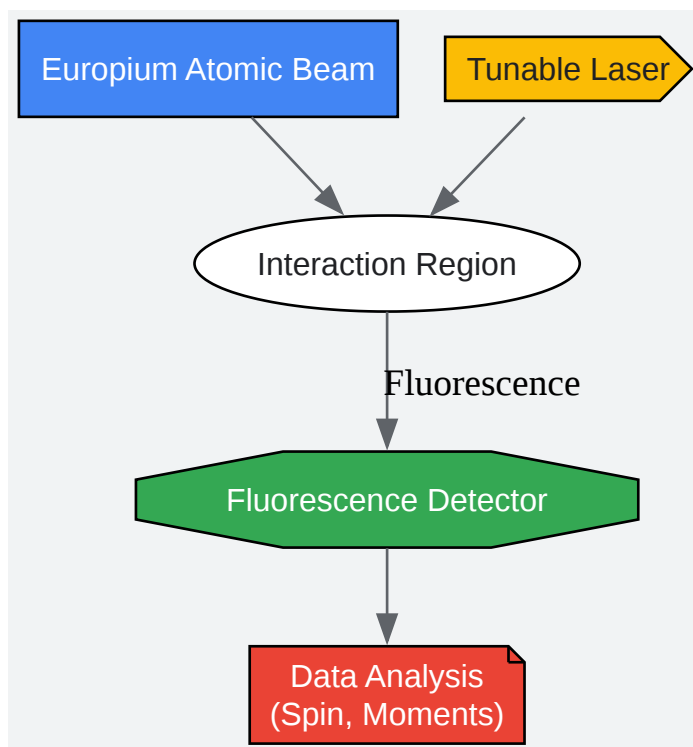 Europium Atomic Beam
Tunable Laser
Interaction Region
Fluorescence
Fluorescence Detector
Data Analysis
(Spin, Moments)